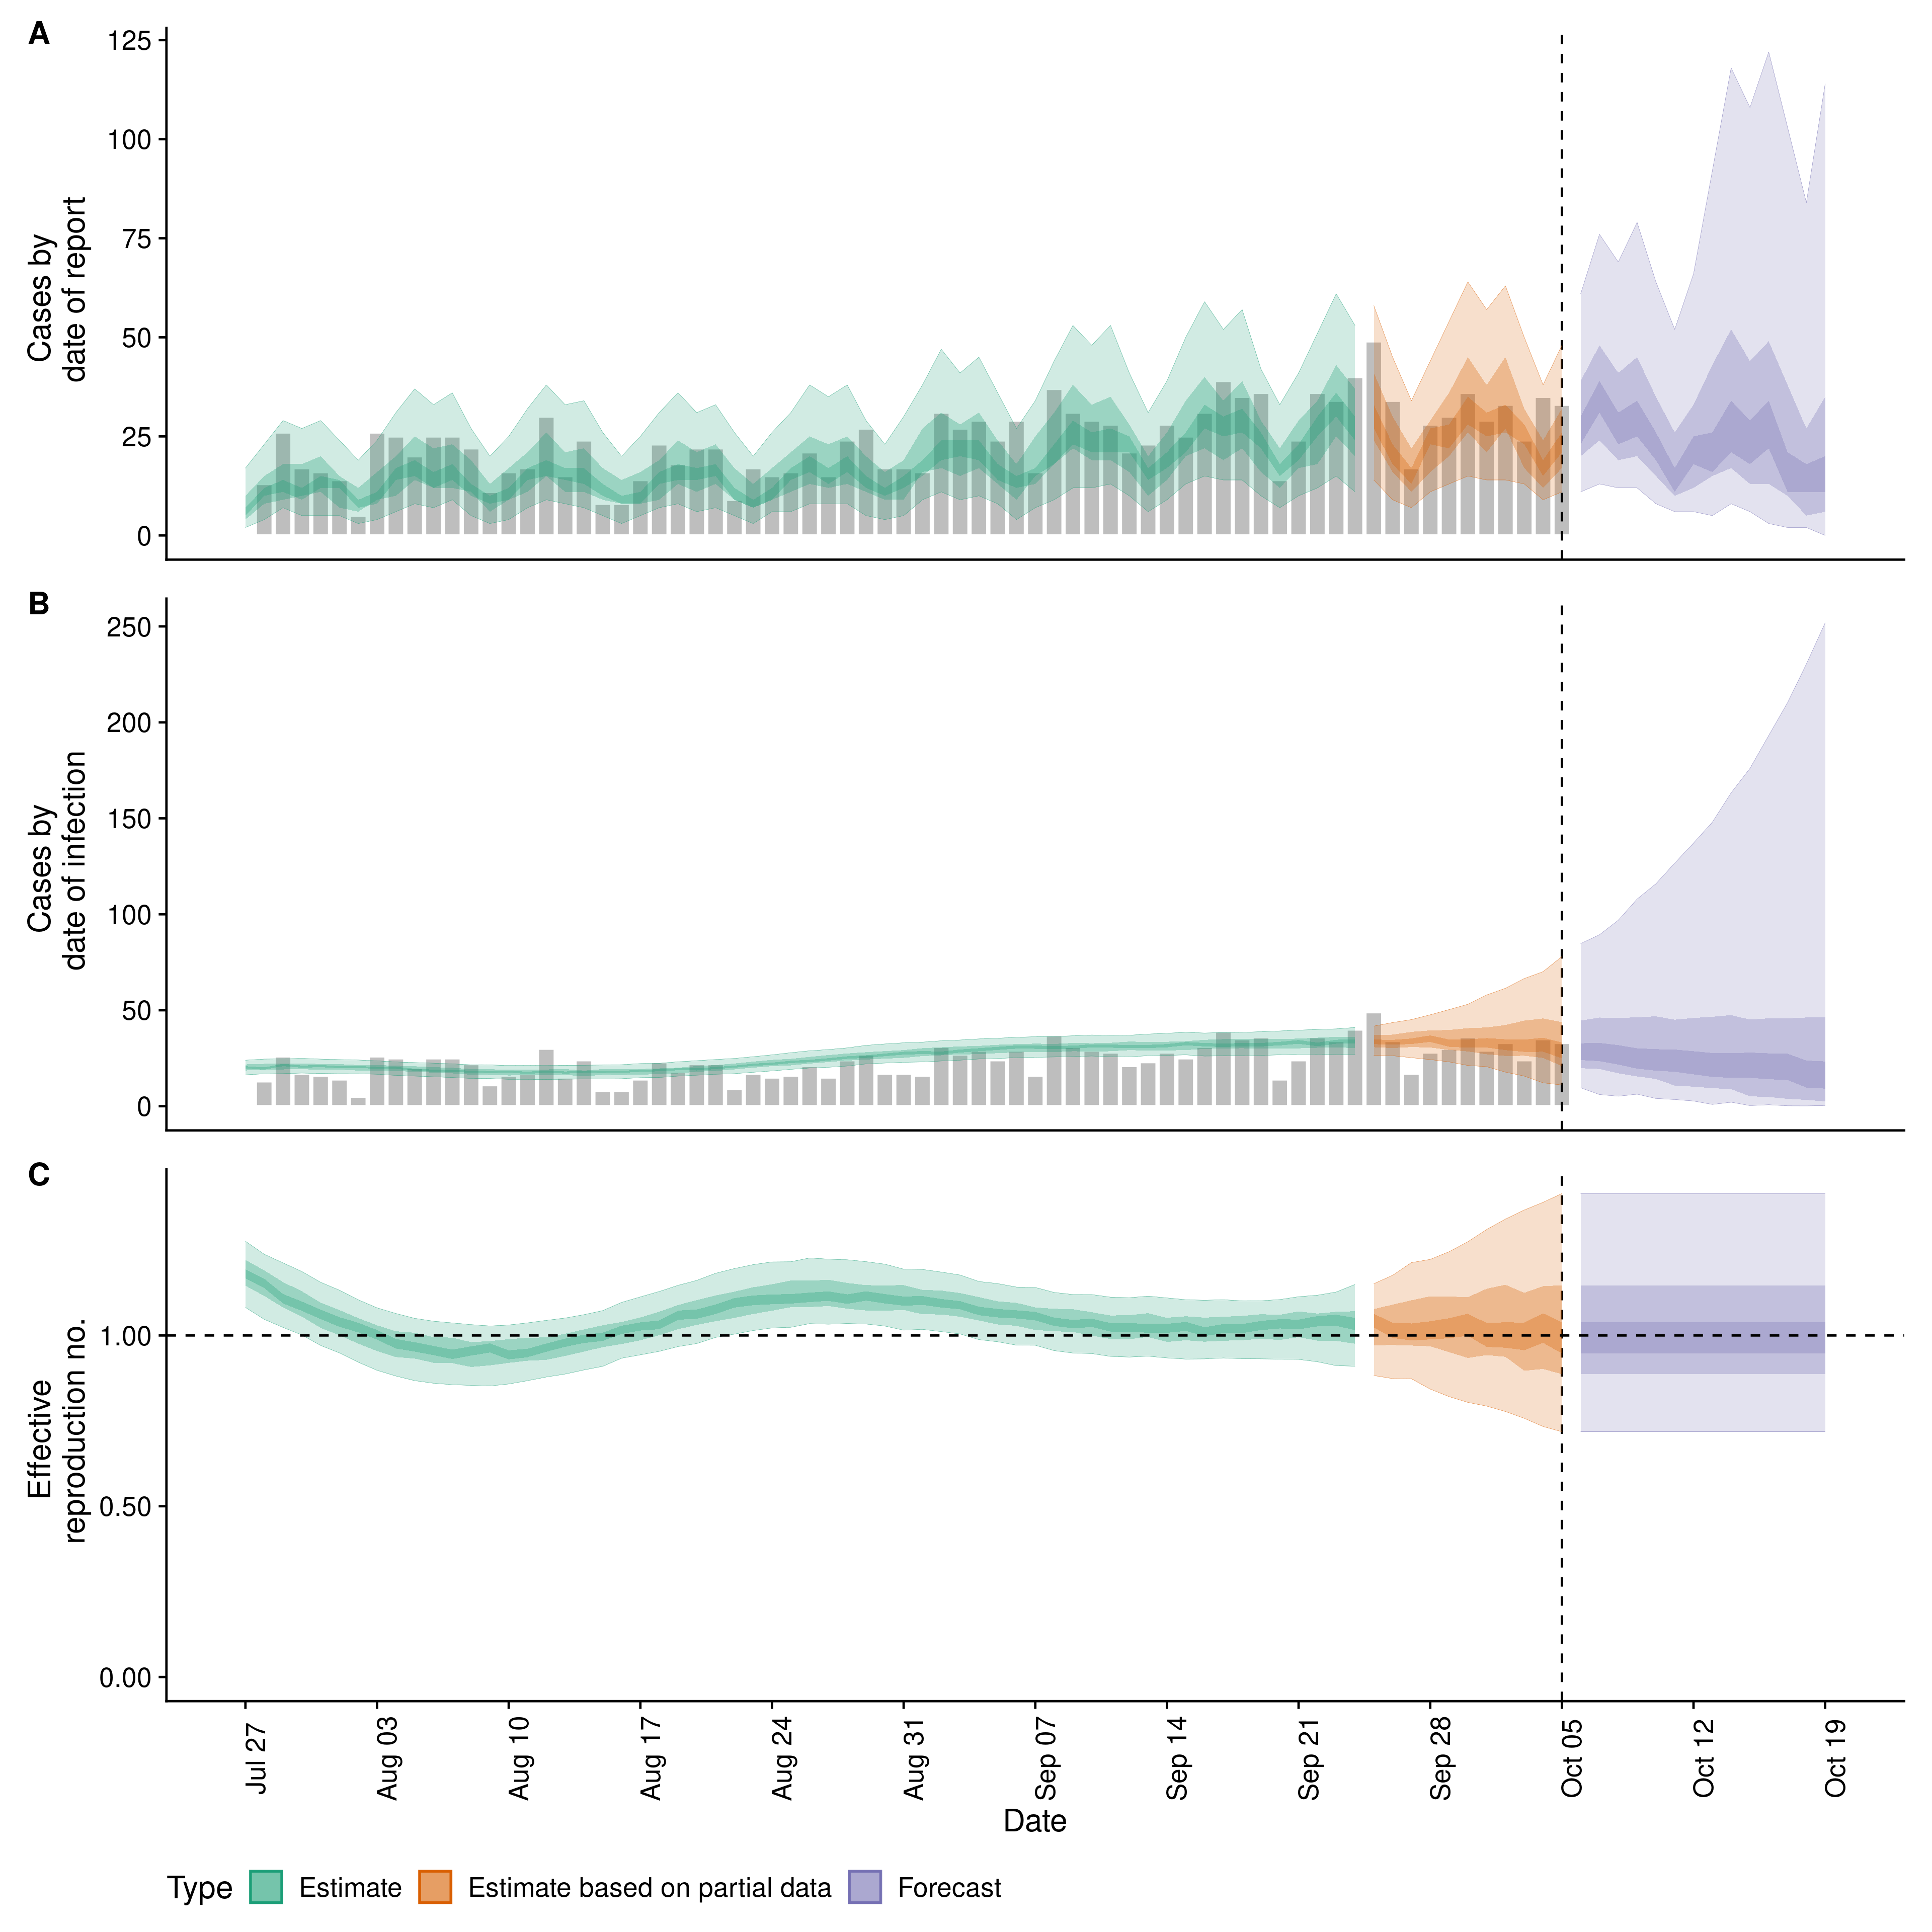 A
125
100
75
50
25
0
Cases by
date of report
B
250
200
150
100
50
0
Cases by
date of infection
C
1.00
0.50
0.00
Effective
reproduction no.
Jul 27
Aug 03
Aug 10
Aug 17
Aug 24
Aug 31
Sep 07
Sep 14
Sep 21
Sep 28
Oct 05
Oct 12
Oct 19
Date
Type Estimate Estimate based on partial data Forecast